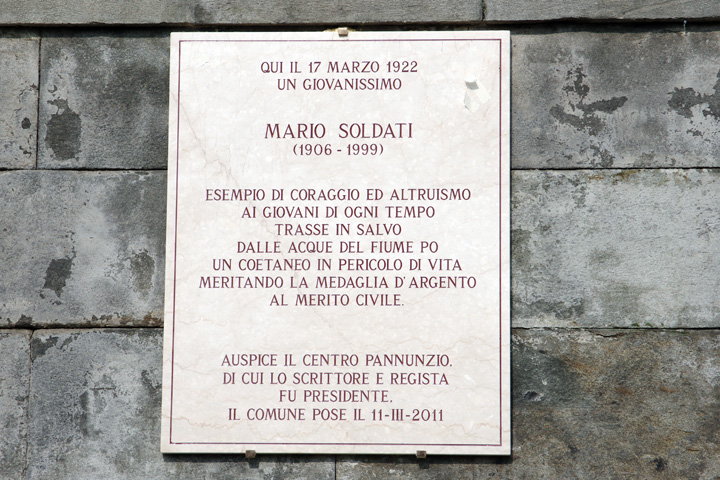 QUI IL 17 MARZO 1922
UN GIOVANISSIMO
MARIO SOLDATI
(1906 - 1999)
ESEMPIO DI CORAGGIO ED ALTRUISMO
AI GIOVANI DI OGNI TEMPO
TRASSE IN SALVO
DALLE ACQUE DEL FIUME PO
UN COETANEO IN PERICOLO DI VITA
MERITANDO LA MEDAGLIA D'ARGENTO
AL MERITO CIVILE.
AUSPICE IL CENTRO PANNUNZIO,
DI CUI LO SCRITTORE E REGISTA
FU PRESIDENTE,
IL COMUNE POSE IL 11-III-2011